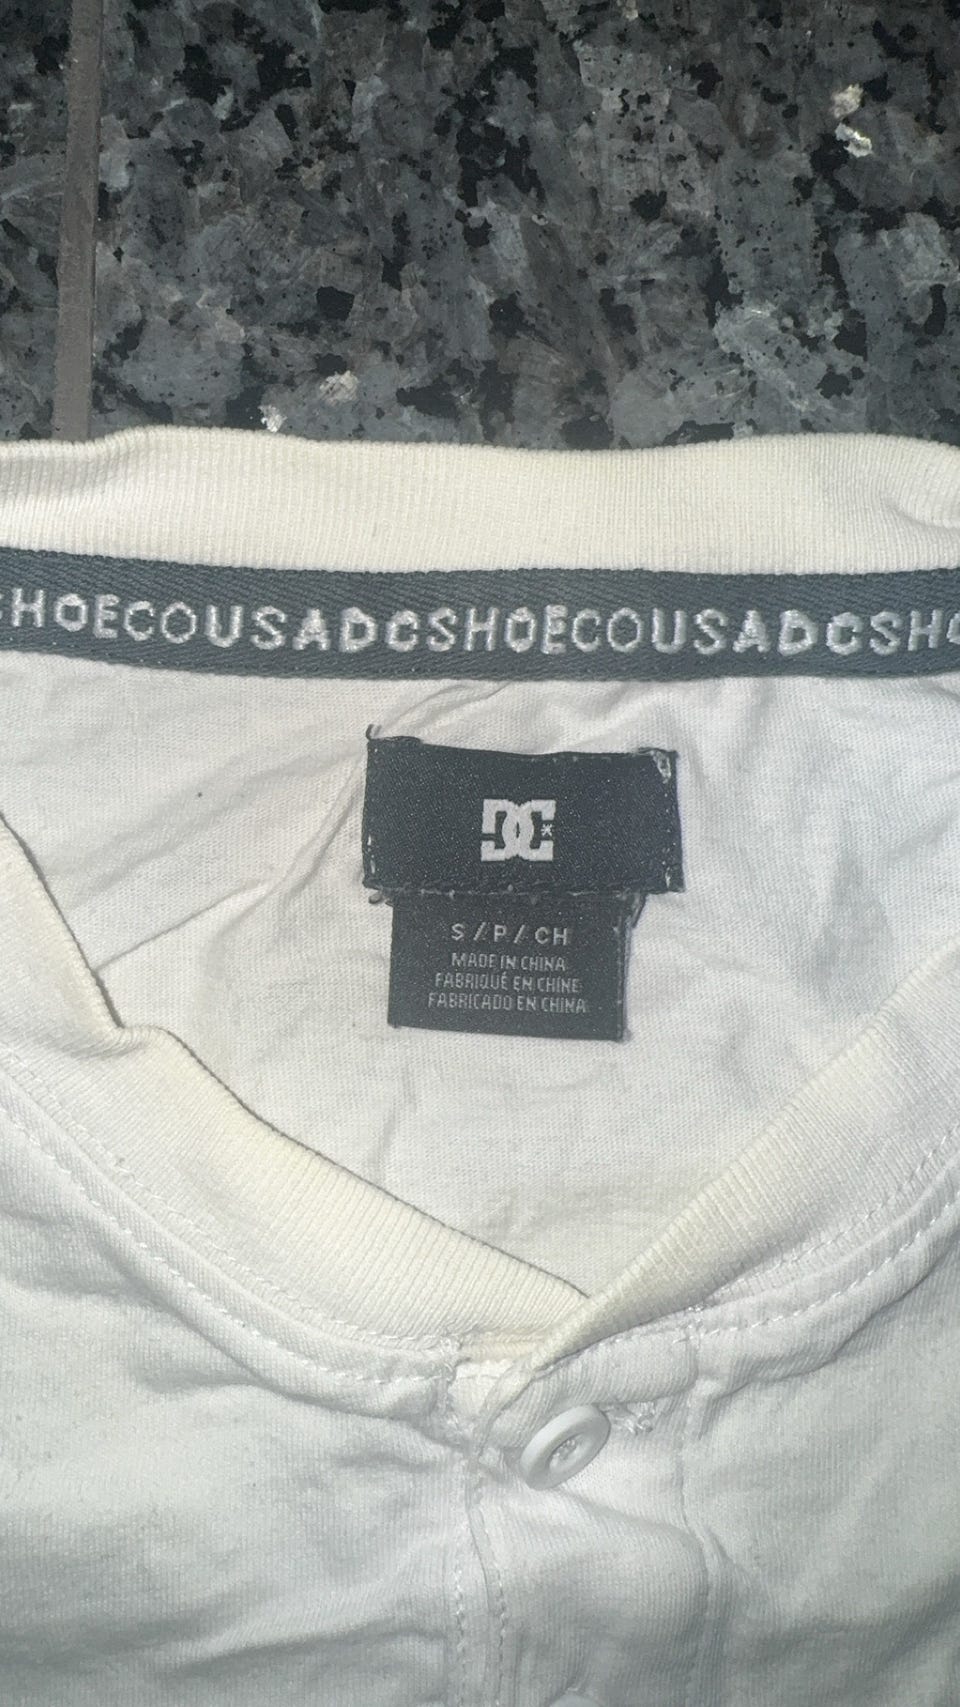 SHOECOUSADCSHOECOUSADCSHO
DC
S / P / CH
MADE IN CHINA
FABRIQUÉ EN CHINE
FABRICADO EN CHINA